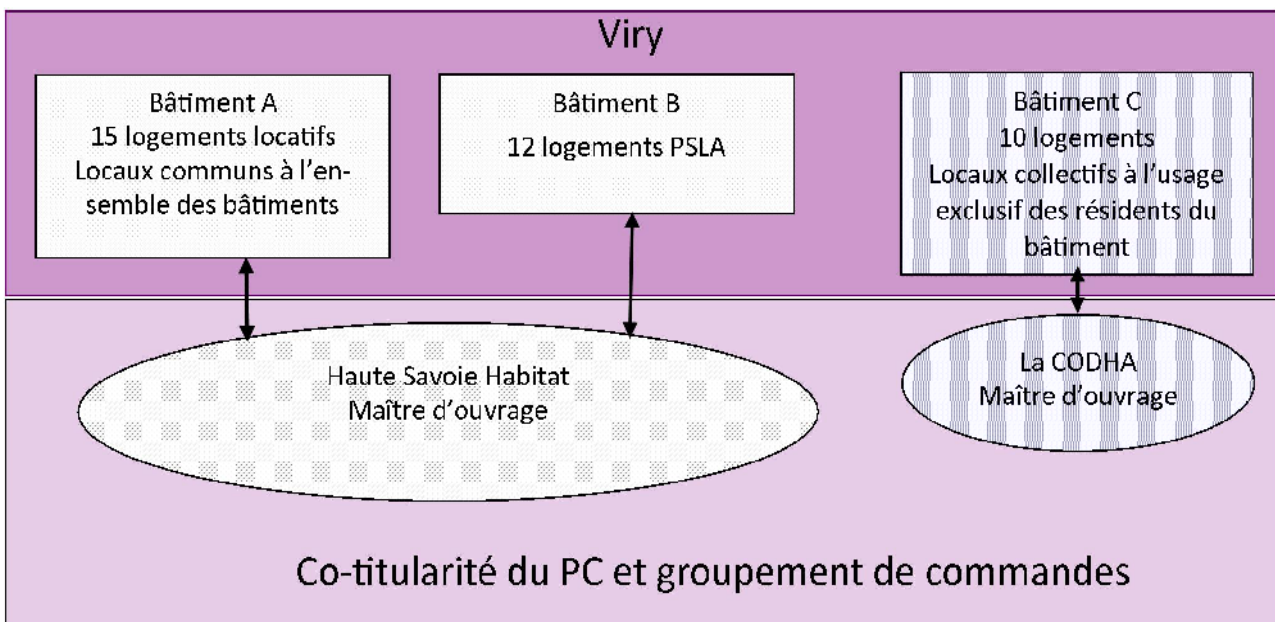 Viry
Bâtiment A
15 logements locatifs
Locaux communs à l'en-
semble des bâtiments
Bâtiment B
12 logements PSLA
Bâtiment C
10 logements
Locaux collectifs à l'usage
exclusif des résidents du
bâtiment
Haute Savoie Habitat
Maître d'ouvrage
La CODHA
Maître d'ouvrage
Co-titularité du PC et groupement de commandes